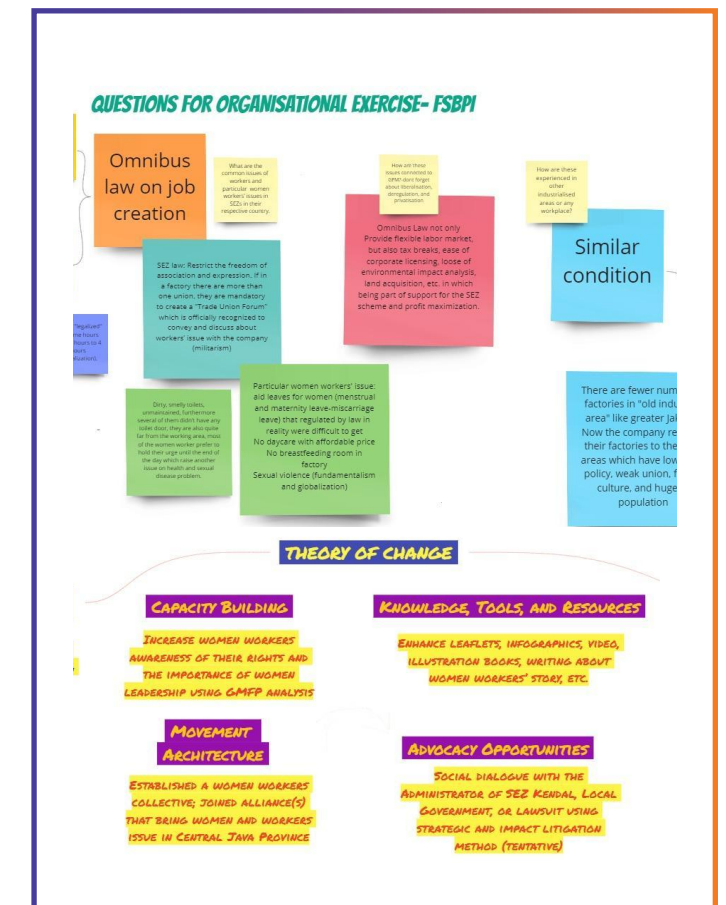 QUESTIONS FOR ORGANISATIONAL EXERCISE- FSBPI
Omnibus
law on job
creation
What are the
common issues of
workers and
particular women
workers' issues in
SEZs in their
respective country.
How are those
issues connected to
dont forget
about liberalisation,
deregulation, and
privatisation
How are these
experienced in
other
industrialised
areas or any
workplace?
SEZ law: Restrict the freedom of
association and expression. If in
a factory there are more than
one union, they are mandatory
to create a "Trade Union Forum"
which is officially recognized to
convey and discuss about
workers' issue with the company
(militarism)
Omnibus Law not only
Provide flexible labor market,
but also tax breaks, ease of
corporate licensing, loose of
environmental impact analysis,
land acquisition, etc. in which
being part of support for the SEZ
scheme and profit maximization.
Similar
condition
"legalized"
me hours
hours to 4
ours
Dirty, smelly toilets,
unmaintained, furthermore
several of them didn't have any
toilet door, they are also quite
far from the working area, most
of the women worker prefer to
hold their urge until the end of
the day which raise another
issue on health and sexual
disease problem.
Particular women workers' issue:
aid leaves for women (menstrual
and maternity leave-miscarriage
leave) that regulated by law in
reality were difficult to get
No daycare with affordable price
No breastfeeding room in
factory
Sexual violence (fundamentalism
and globalization)
There are fewer num
factories in "old indu
area" like greater Ja
Now the company re
their factories to the
areas which have low
policy, weak union, f
culture, and huge
population
THEORY OF CHANGE
CAPACITY BUILDING
INCREASE WOMEN WORKERS
AWARENESS OF THEIR RIGHTS AND
THE IMPORTANCE OF WOMEN
LEADERSHIP USING GMFP ANALYSIS
KNOWLEDGE, TOOLS, AND RESOURCES
ENHANCE LEAFLETS, INFOGRAPHICS, VIDEO,
ILLUSTRATION BOOKS, WRITING ABOUT
WOMEN WORKERS' STORY, ETC.
MOVEMENT
ARCHITECTURE
ESTABLISHED A WOMEN WORKERS
COLLECTIVE; JOINED ALLIANCE(S)
THAT BRING WOMEN AND WORKERS
ISSUE IN CENTRAL JAVA PROVINCE
ADVOCACY OPPORTUNITIES
SOCIAL DIALOGUE WITH THE
ADMINISTRATOR OF SEZ KENDAL, LOCAL
GOVERNMENT, OR LAWSUIT USING
STRATEGIC AND IMPACT LITIGATION
METHOD (TENTATIVE)